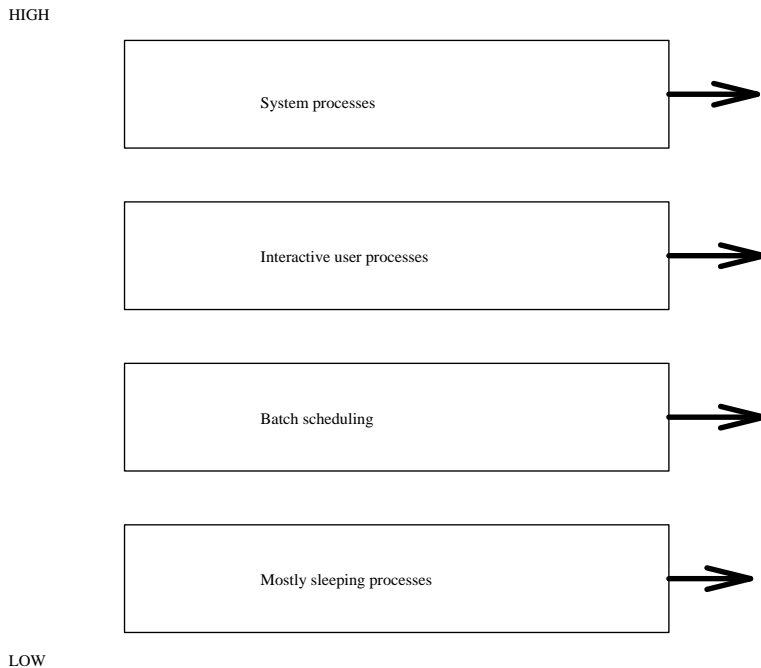 HIGH
System processes
Interactive user processes
Batch scheduling
Mostly sleeping processes
LOW